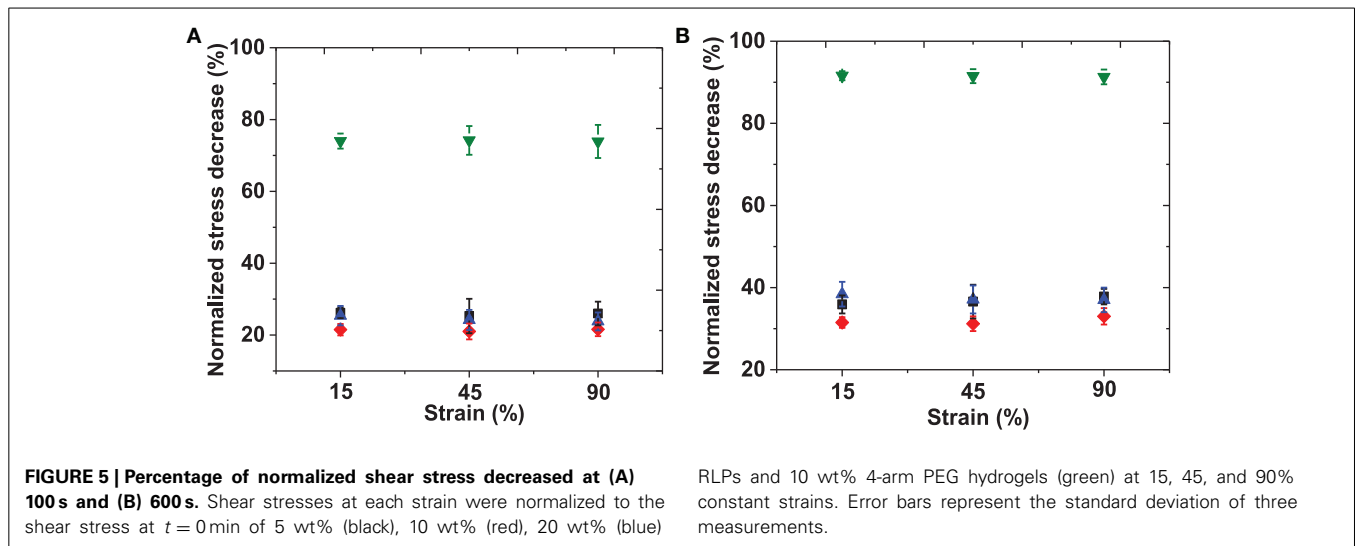 A
100
80
60
40
20
Normalized stress decrease (%)
15 45 90
Strain (%)
B
100
80
60
40
20
Normalized stress decrease (%)
15 45 90
Strain (%)
FIGURE 5 | Percentage of normalized shear stress decreased at (A)
100 s and (B) 600 s. Shear stresses at each strain were normalized to the
shear stress at t = 0 min of 5 wt% (black), 10 wt% (red), 20 wt% (blue)
RLPs and 10 wt% 4-arm PEG hydrogels (green) at 15, 45, and 90%
constant strains. Error bars represent the standard deviation of three
measurements.